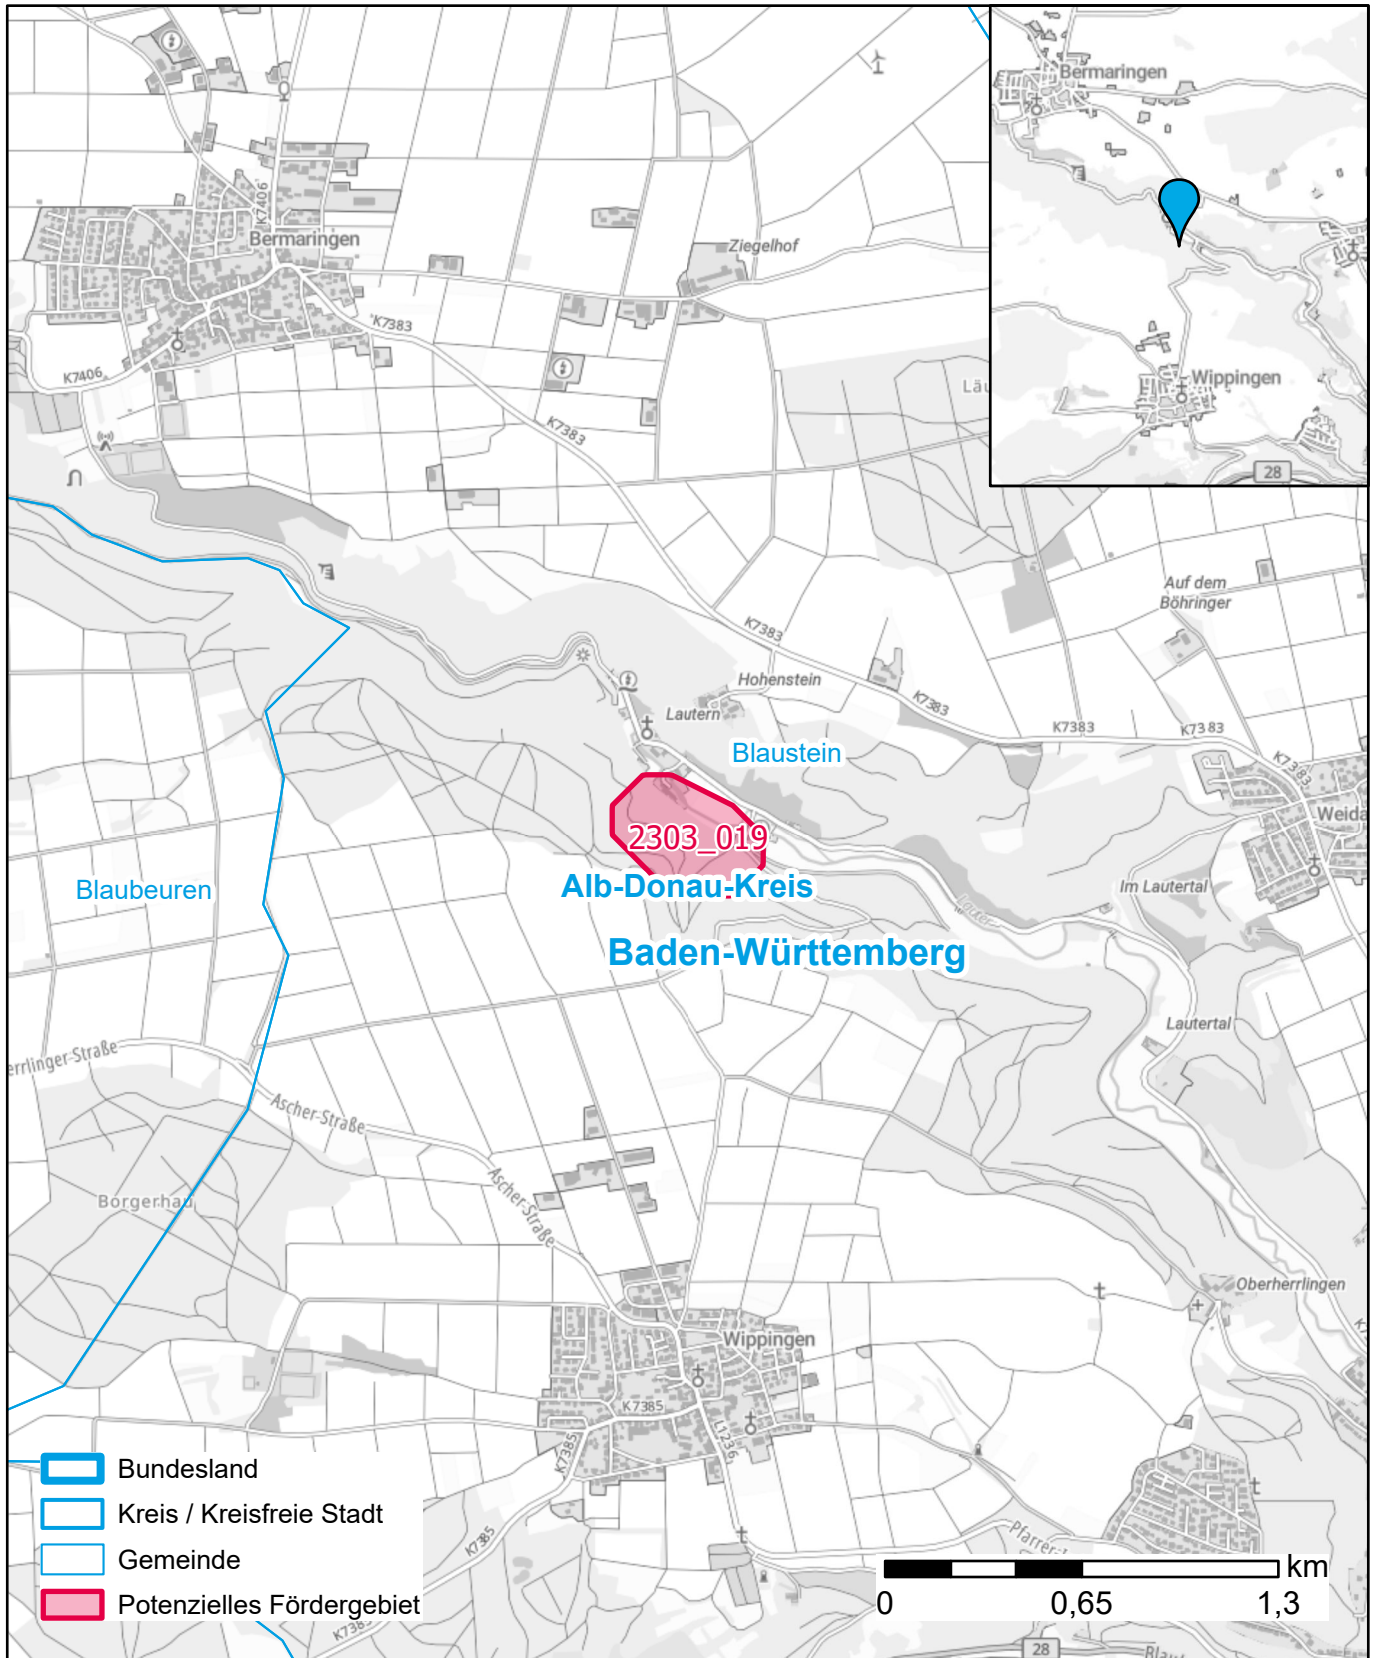 Bermaringen
Wippingen
28
K7406
Bermaringen
Ziegelhof
K7383
K7406
K7383
Auf dem
Böhringer
K7383
Hohenstein
Lautern
K7383
K7383
K7383
K7383
Blaustein
2303_019
Blaubeuren
Alb-Donau-Kreis
Im Lautertal
Lauter
Baden-Württemberg
Lautertal
Ascher-Straße
Ascher-Straße
Borgerhau
Oberherrlingen
Wippingen
K7385
L1236
K7385
K7385
K7385
28
Bundesland
Kreis / Kreisfreie Stadt
Gemeinde
Potenzielles Fördergebiet
km
0 0,65 1,3